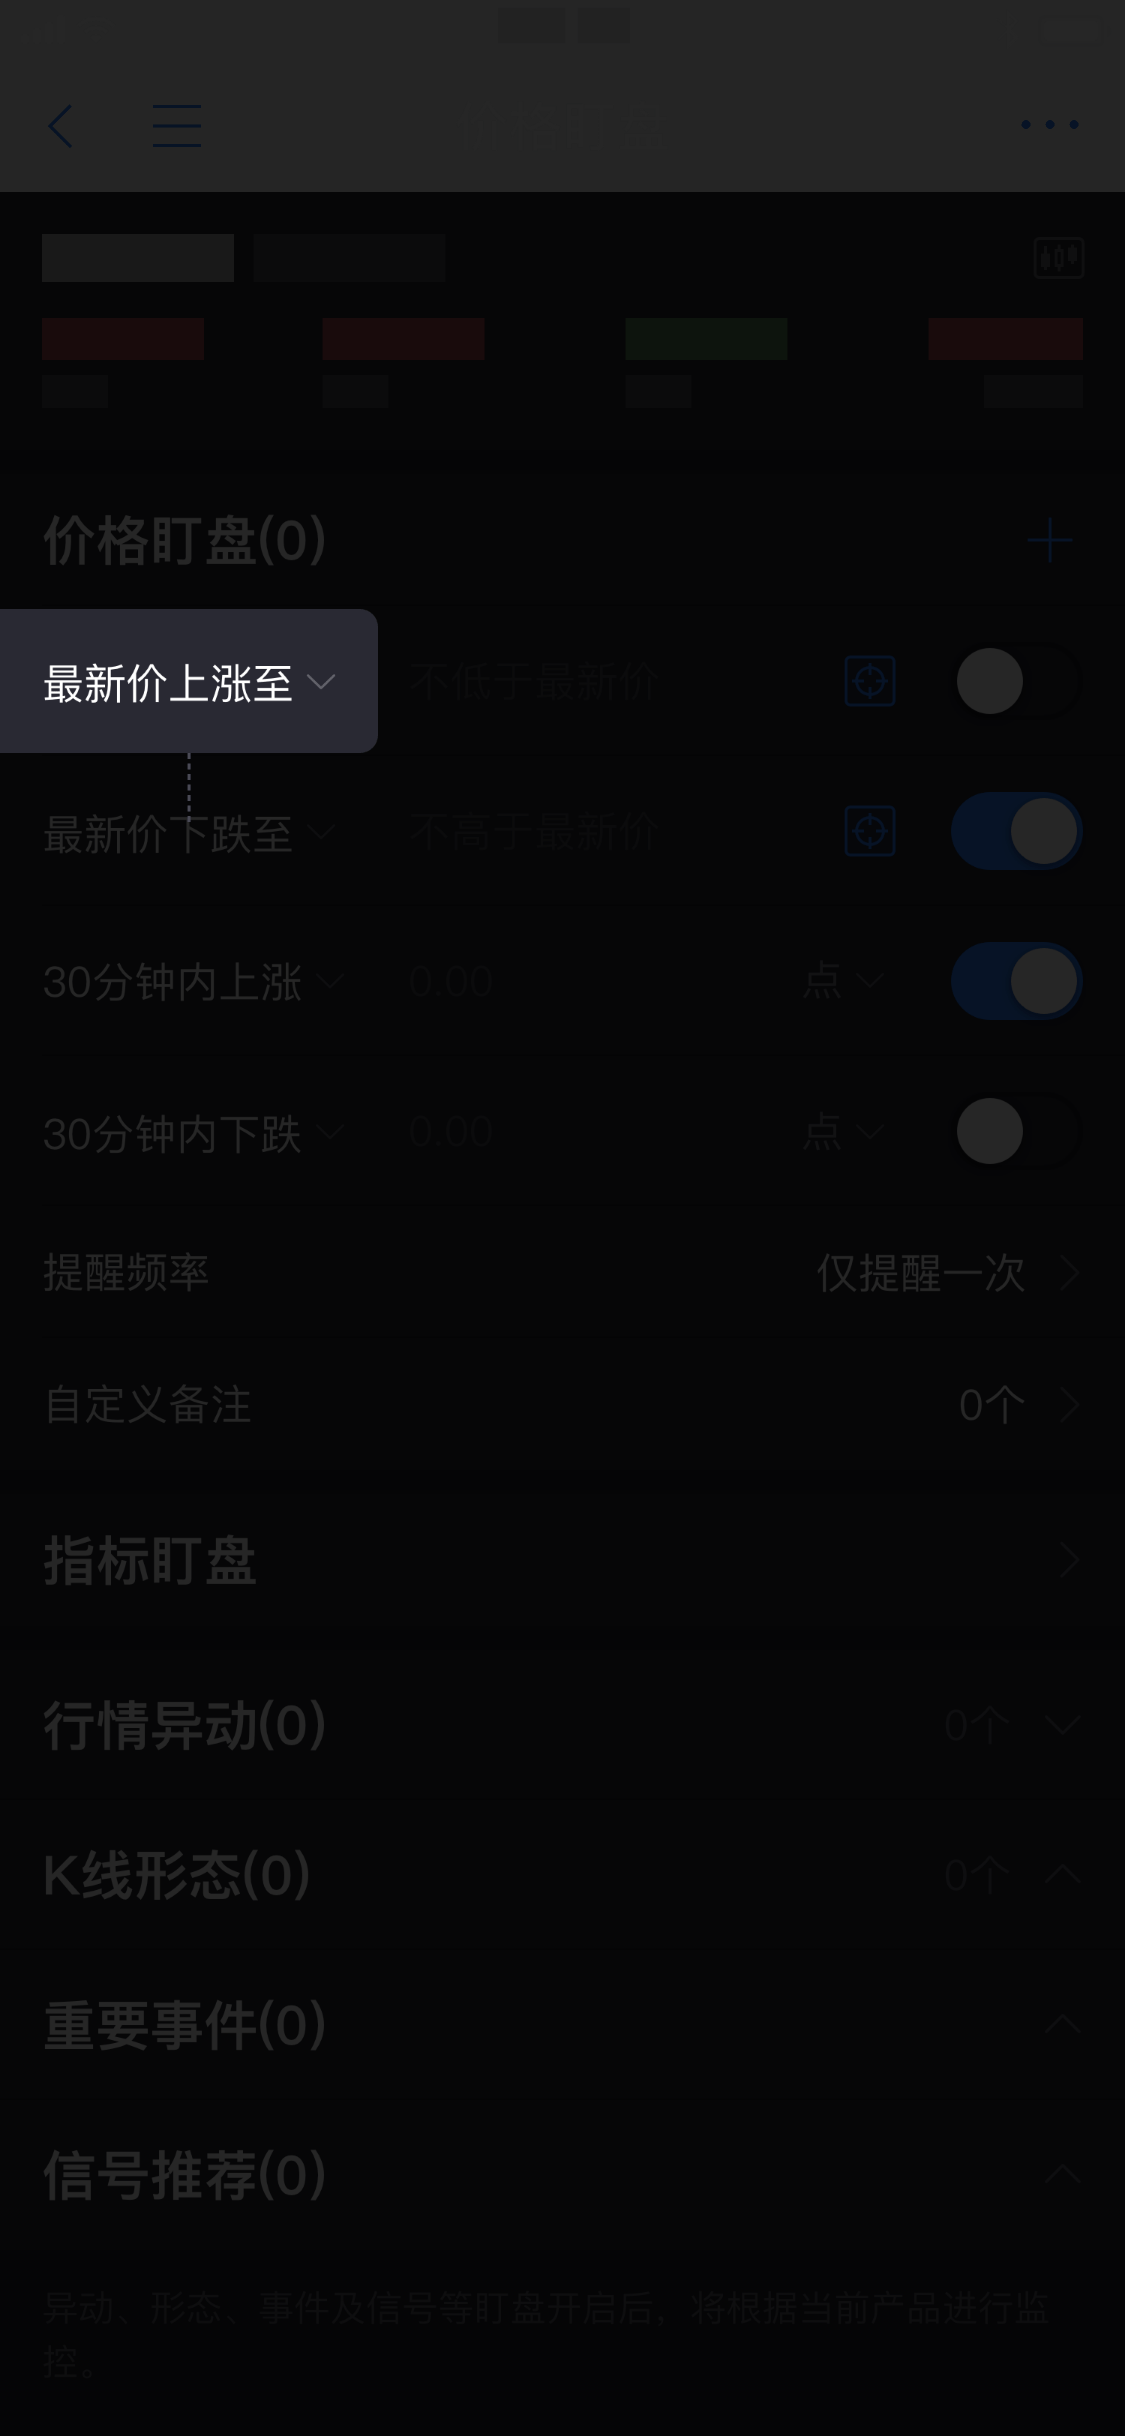 价格盯盘(0)
最新价上涨至 不低于最新价
最新价下跌至 不高于最新价
30分钟内上涨 0.00 点
30分钟内下跌 0.00 点
提醒频率 仅提醒一次
自定义备注 0个
指标盯盘
行情异动(0) 0个
K线形态(0) 0个
重要事件(0)
信号推荐(0)
异动、形态、事件及信号等盯盘开启后，将根据当前产品进行监
控。